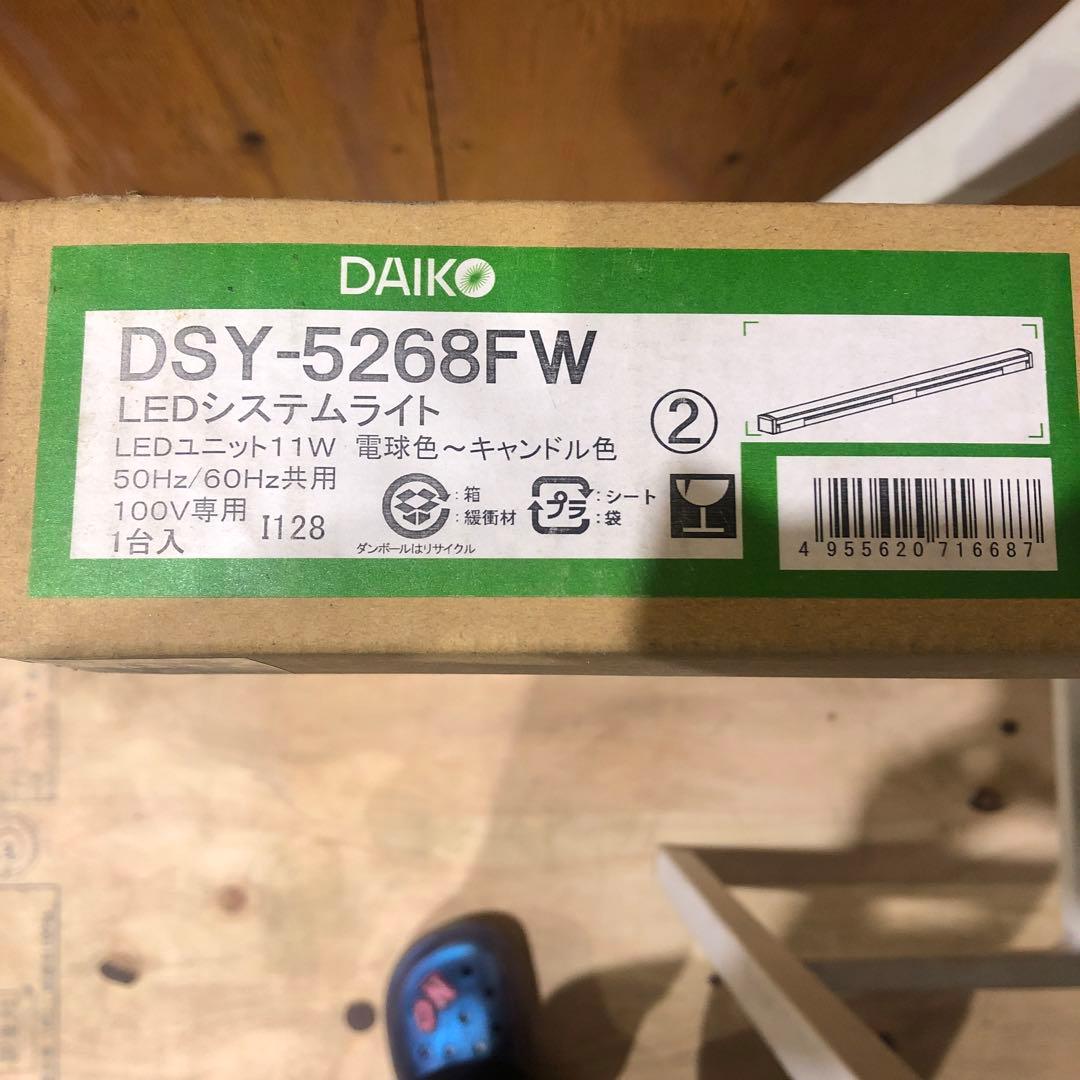 DAIKO
DSY-5268FW
LEDシステムライト
LEDユニット11W 電球色～キャンドル色
50Hz/60Hz共用
100V専用 I128
1台入
②
:箱
:緩衝材
ダンボールはリサイクル
プラ
:シート
:袋
4 955620 716687